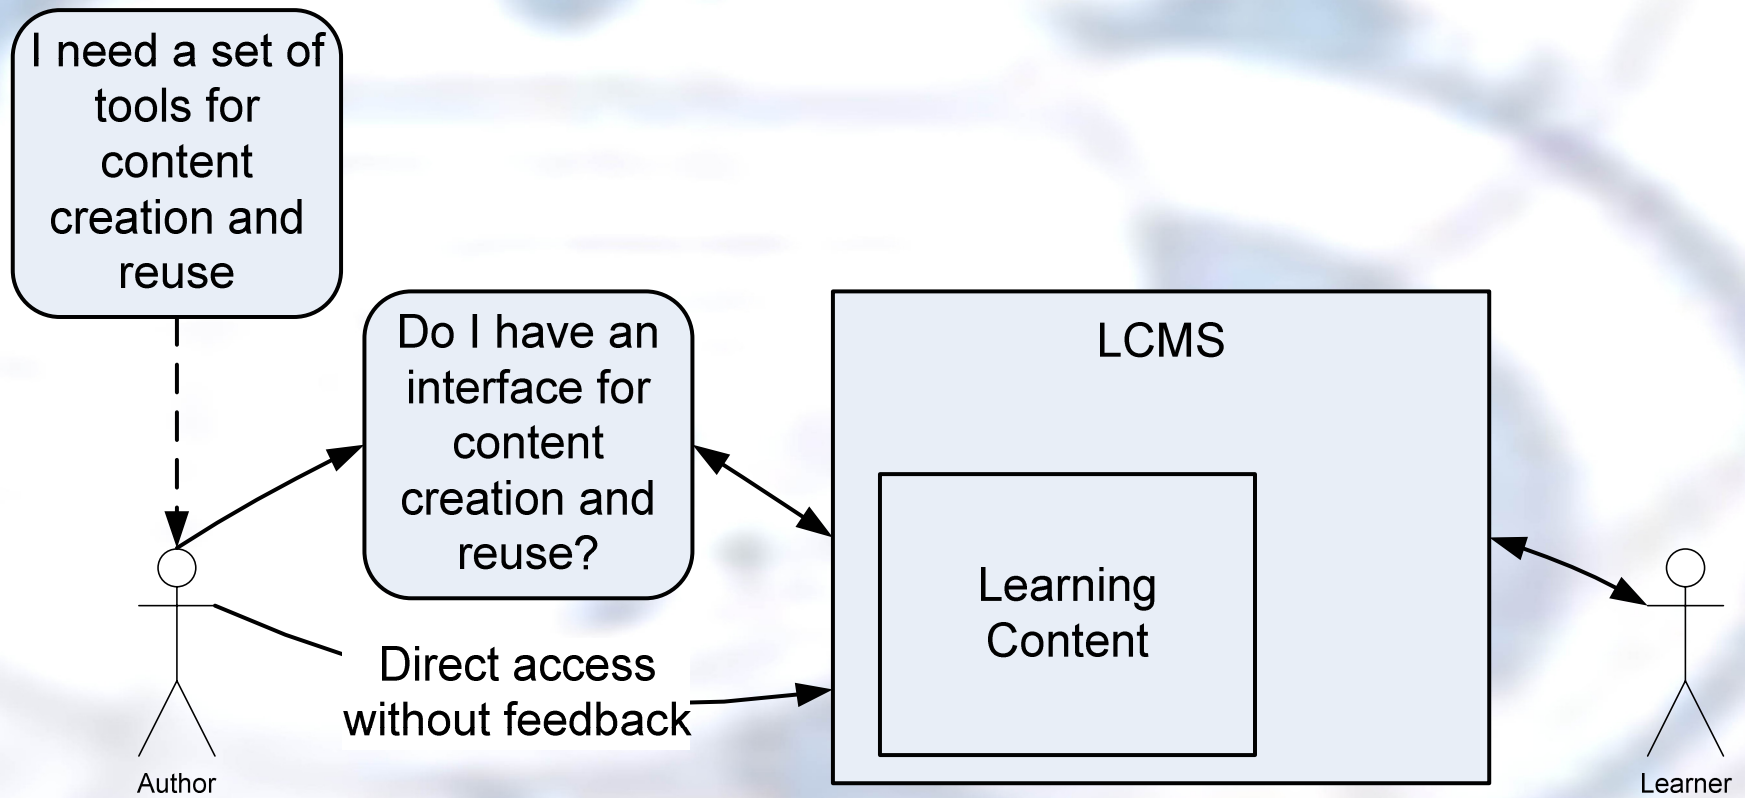 I need a set of
tools for
content
creation and
reuse
Do I have an
interface for
content
creation and
reuse?
LCMS
Learning
Content
Direct access
without feedback
Author
Learner